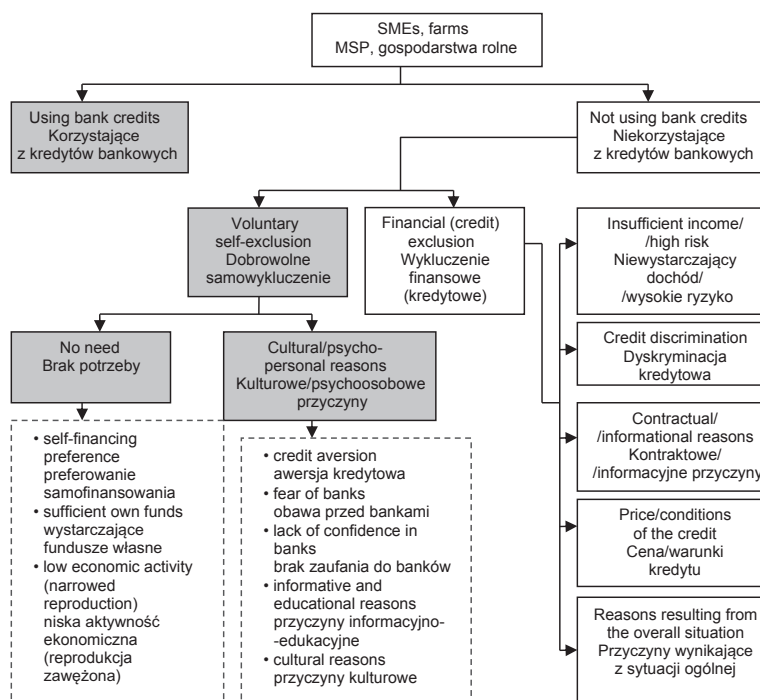 SMEs, farms
MSP, gospodarstwa rolne
Using bank credits
Korzystające
z kredytów bankowych
Not using bank credits
Niekorzystające
z kredytów bankowych
Voluntary
self-exclusion
Dobrowolne
samowykluczenie
Financial (credit)
exclusion
Wykluczenie
finansowe
(kredytowe)
Insufficient income/
/high risk
Niewystarczający
dochód/
/wysokie ryzyko
No need
Brak potrzeby
Cultural/psycho-
personal reasons
Kulturowe/psychoosobowe
przyczyny
Credit discrimination
Dyskryminacja
kredytowa
Contractual/
/informational reasons
Kontraktowe/
/informacyjne przyczyny
Price/conditions
of the credit
Cena/warunki
kredytu
Reasons resulting from
the overall situation
Przyczyny wynikające
z sytuacji ogólnej
• self-financing
preference
preferowanie
samofinansowania
• sufficient own funds
wystarczające
fundusze własne
• low economic activity
(narrowed
reproduction)
niska aktywność
ekonomiczna
(reprodukcja
zawężona)
• credit aversion
awersja kredytowa
• fear of banks
obawa przed bankami
• lack of confidence in
banks
brak zaufania do banków
• informative and
educational reasons
przyczyny informacyjno-
-edukacyjne
• cultural reasons
przyczyny kulturowe